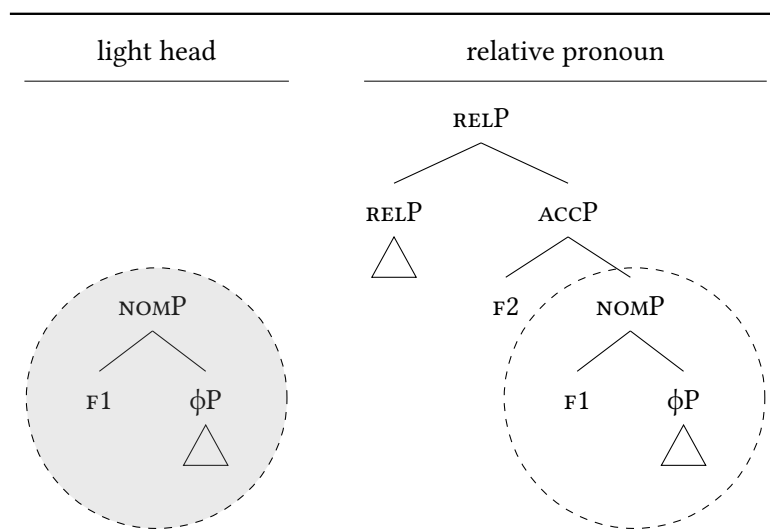 light head relative pronoun
RELP
RELP ACCP
NOMP F2 NOMP
F1 ϕP F1 ϕP